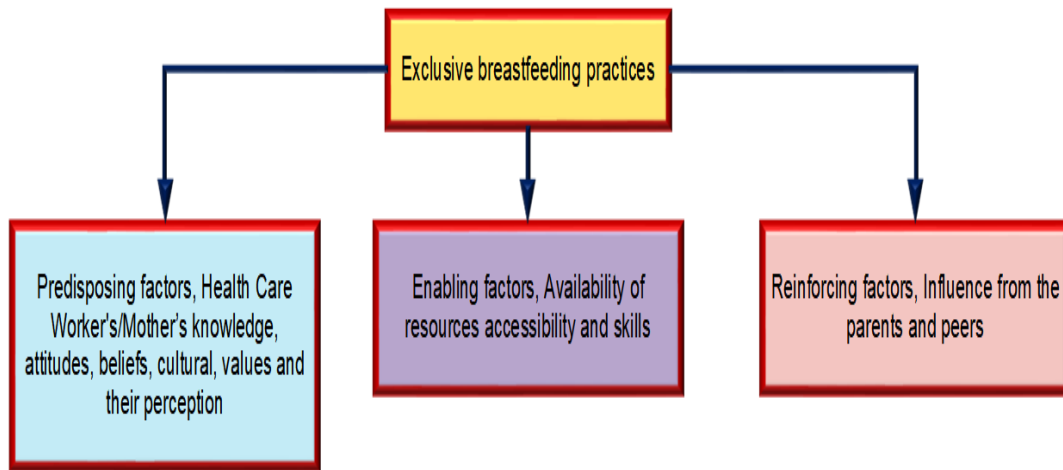 Exclusive breastfeeding practices
Predisposing factors, Health Care
Worker's/Mother's knowledge,
attitudes, beliefs, cultural, values and
their perception
Enabling factors, Availability of
resources accessibility and skills
Reinforcing factors, Influence from the
parents and peers